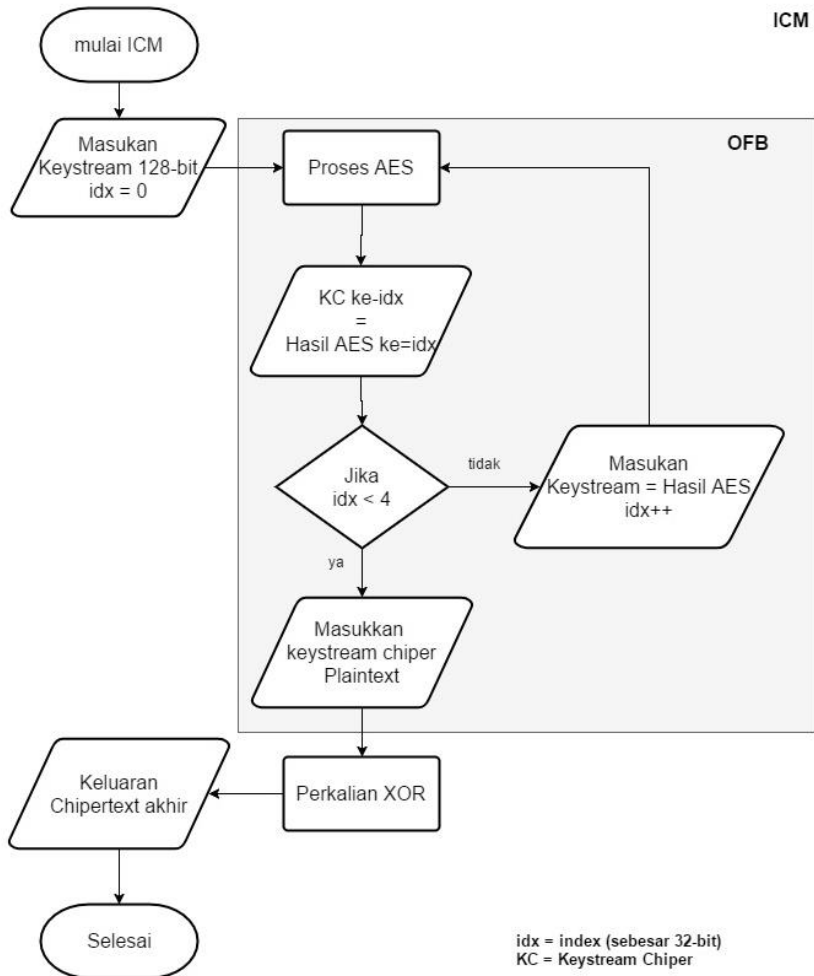 ICM
mulai ICM
Masukan
Keystream 128-bit
idx = 0
OFB
Proses AES
KC ke-idx
=
Hasil AES ke=idx
Jika
idx < 4
tidak
Masukan
Keystream = Hasil AES
idx++
ya
Masukkan
keystream chiper
Plaintext
Perkalian XOR
Keluaran
Chipertext akhir
Selesai
idx = index (sebesar 32-bit)
KC = Keystream Chiper